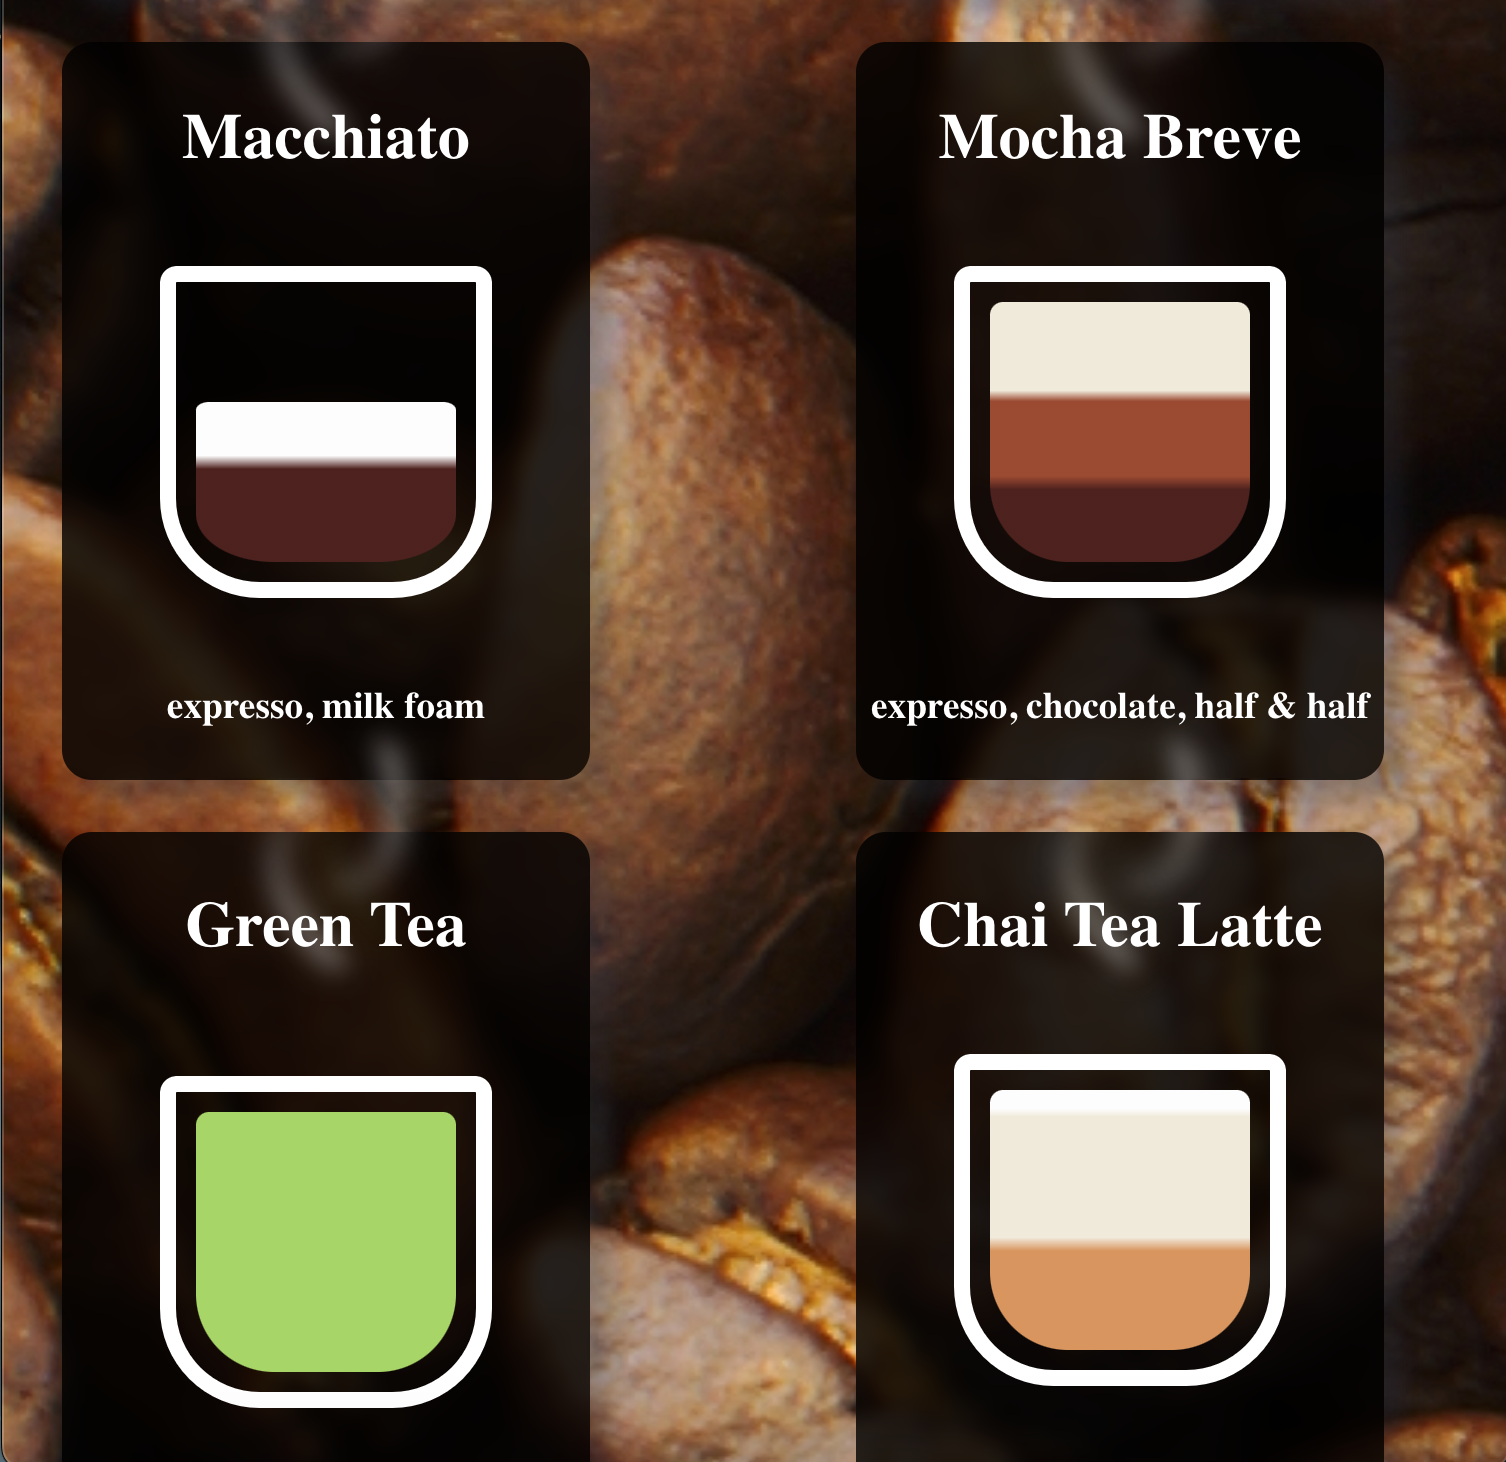 Macchiato
expresso, milk foam
Mocha Breve
expresso, chocolate, half & half
Green Tea
Chai Tea Latte